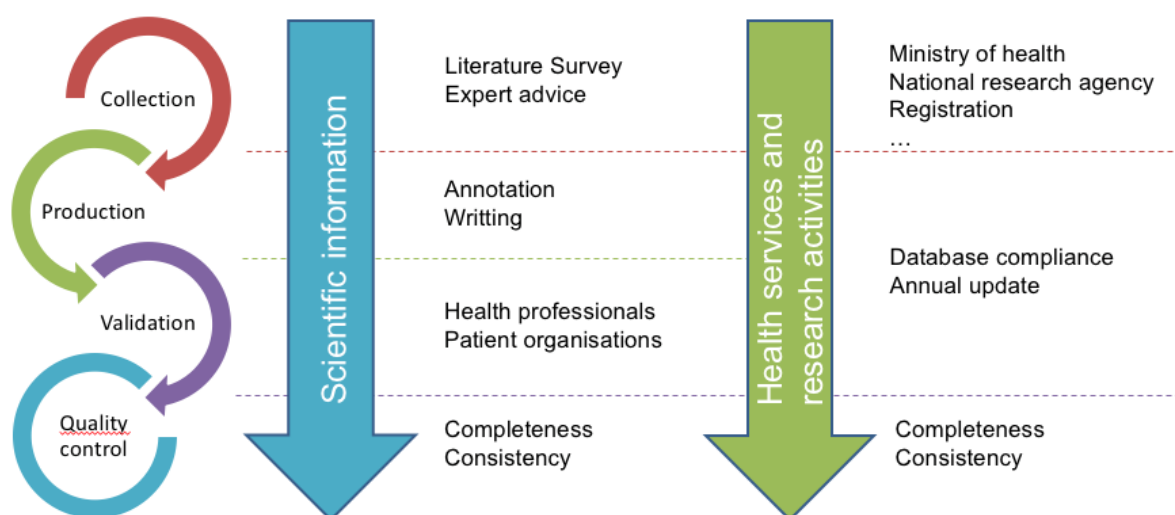 Collection
Production
Validation
Quality
control
Scientific information
Literature Survey
Expert advice
Annotation
Writting
Health professionals
Patient organisations
Completeness
Consistency
Health services and
research activities
Ministry of health
National research agency
Registration
...
Database compliance
Annual update
Completeness
Consistency